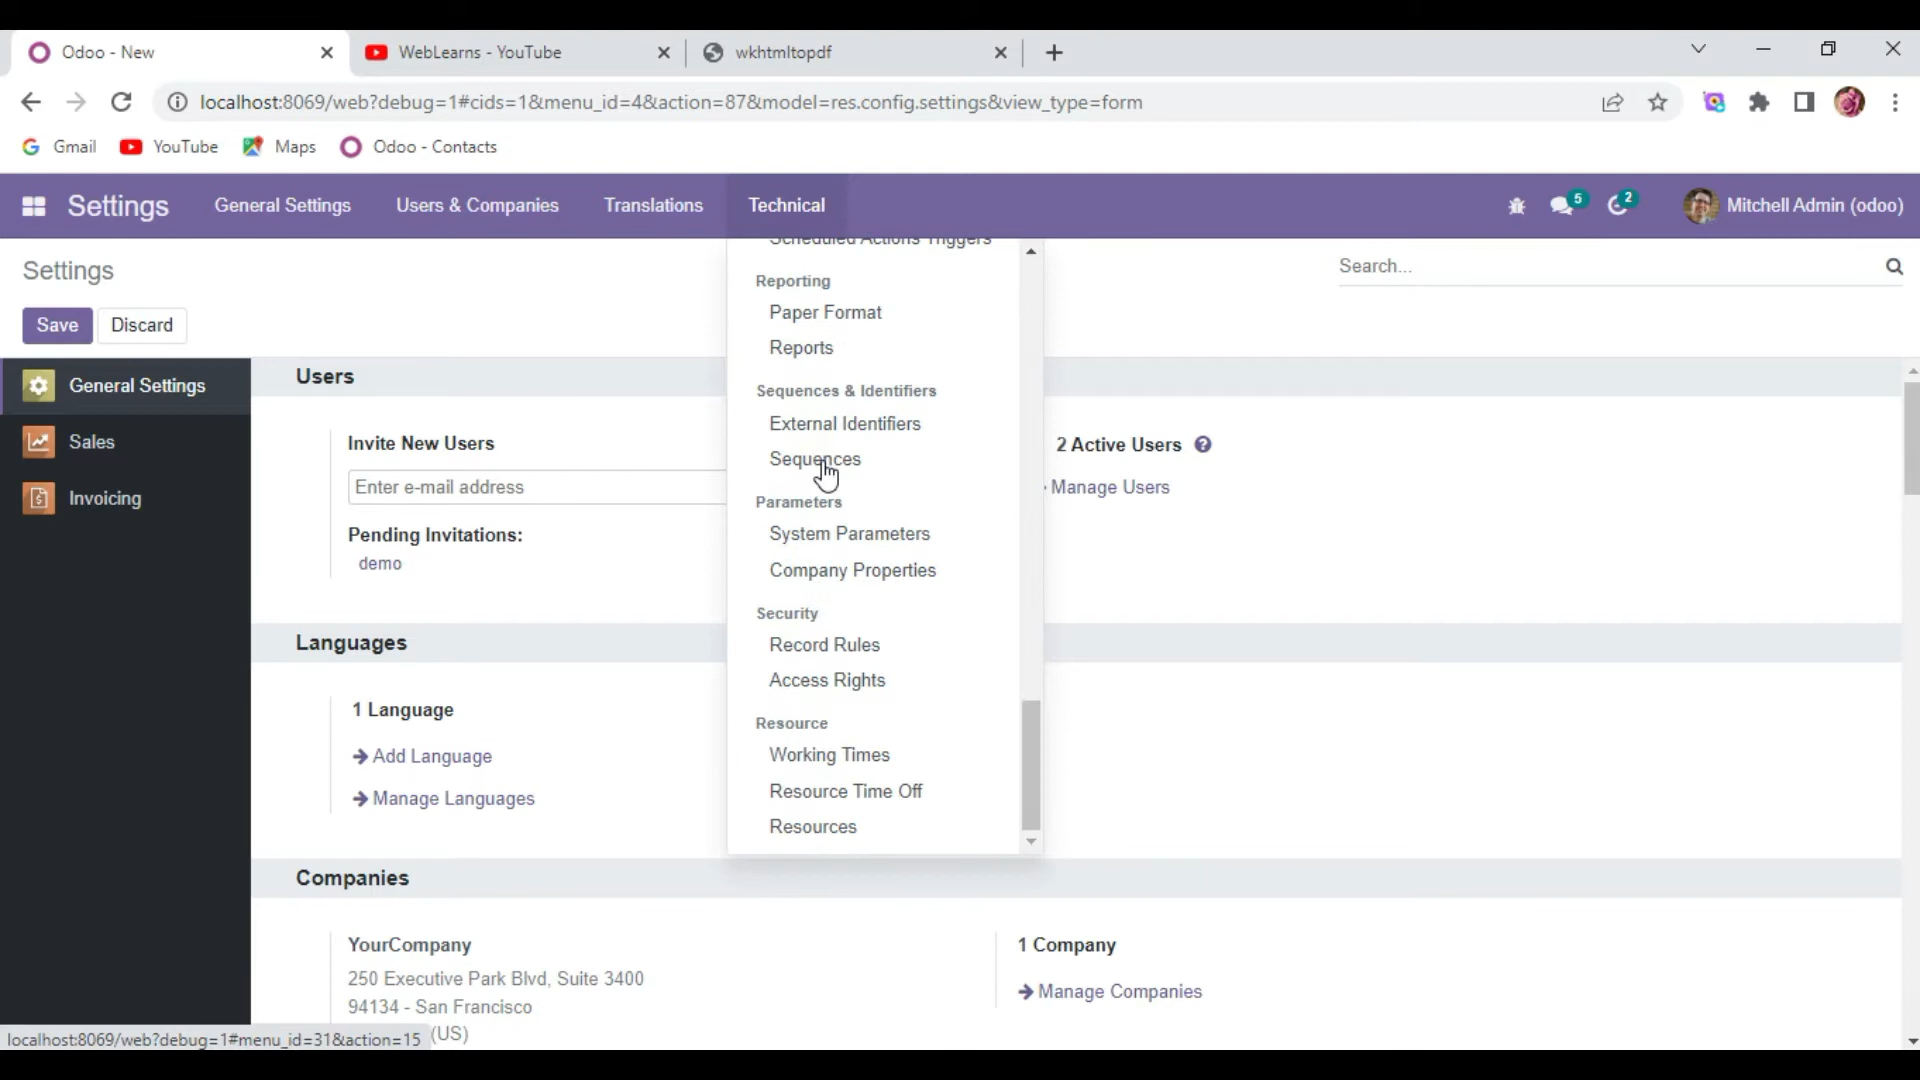 Odoo - New
WebLearns - YouTube
wkhtmltopdf
localhost:8069/web?debug=1#cids=1&menu_id=4&action=87&model=res.config.settings&view_type=form
Gmail
YouTube
Maps
Odoo - Contacts
Settings
General Settings
Users & Companies
Translations
Technical
5
2
Mitchell Admin (odoo)
Settings
Search...
Save
Discard
General Settings
Sales
Invoicing
Scheduled Actions Triggers
Reporting
Paper Format
Reports
Sequences & Identifiers
External Identifiers
Sequences
Parameters
System Parameters
Company Properties
Security
Record Rules
Access Rights
Resource
Working Times
Resource Time Off
Resources
Users
Invite New Users
Enter e-mail address
Pending Invitations:
demo
2 Active Users
Manage Users
Languages
1 Language
Add Language
Manage Languages
Companies
YourCompany
250 Executive Park Blvd, Suite 3400
94134 - San Francisco
(US)
1 Company
Manage Companies
localhost:8069/web?debug=1#menu_id=31&action=15